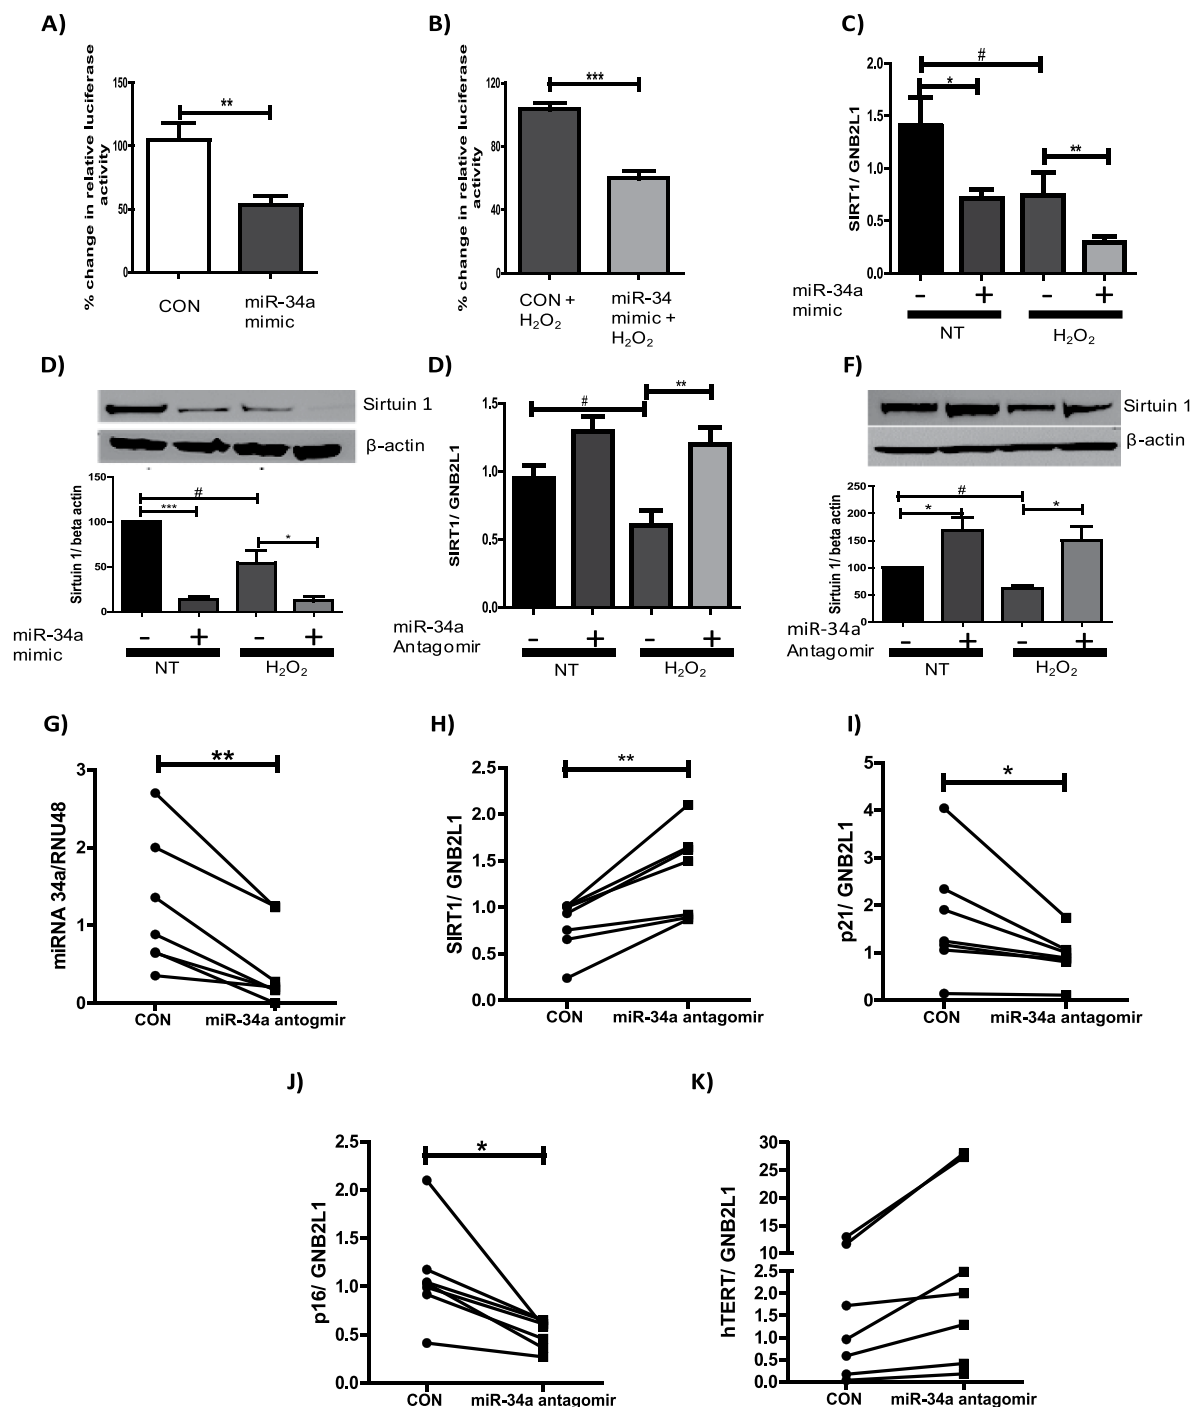 A)
% change in relative luciferase
activity
150
100
50
0
**
CON
miR-34a
mimic
B)
% change in relative luciferase
activity
120
80
40
0
***
CON +
H₂O₂
miR-34
mimic +
H₂O₂
C)
SIRT1/ GNB2L1
2.0
1.5
1.0
0.5
0.0
#
*
**
miR-34a
mimic
- + - +
NT
H₂O₂
D)
Sirtuin 1
β-actin
Sirtuin 1/ beta actin
150
100
50
0
#
***
*
miR-34a
mimic
- + - +
NT
H₂O₂
D)
SIRT1/ GNB2L1
1.5
1.0
0.5
0.0
#
**
miR-34a
Antagomir
- + - +
NT
H₂O₂
F)
Sirtuin 1
β-actin
Sirtuin 1/ beta actin
250
200
150
100
50
0
#
*
*
miR-34a
Antagomir
- + - +
NT
H₂O₂
G)
miRNA 34a/RNU48
3
2
1
0
**
CON
miR-34a antogmir
H)
SIRT1/ GNB2L1
2.5
2.0
1.5
1.0
0.5
0.0
**
CON
miR-34a antagomir
I)
p21/ GNB2L1
5
4
3
2
1
0
*
CON
miR-34a antagomir
J)
p16/ GNB2L1
2.5
2.0
1.5
1.0
0.5
0.0
*
CON
miR-34a antagomir
K)
hTERT/ GNB2L1
30
25
20
15
10
2.5
2.0
1.5
1.0
0.5
0.0
CON
miR-34a antagomir